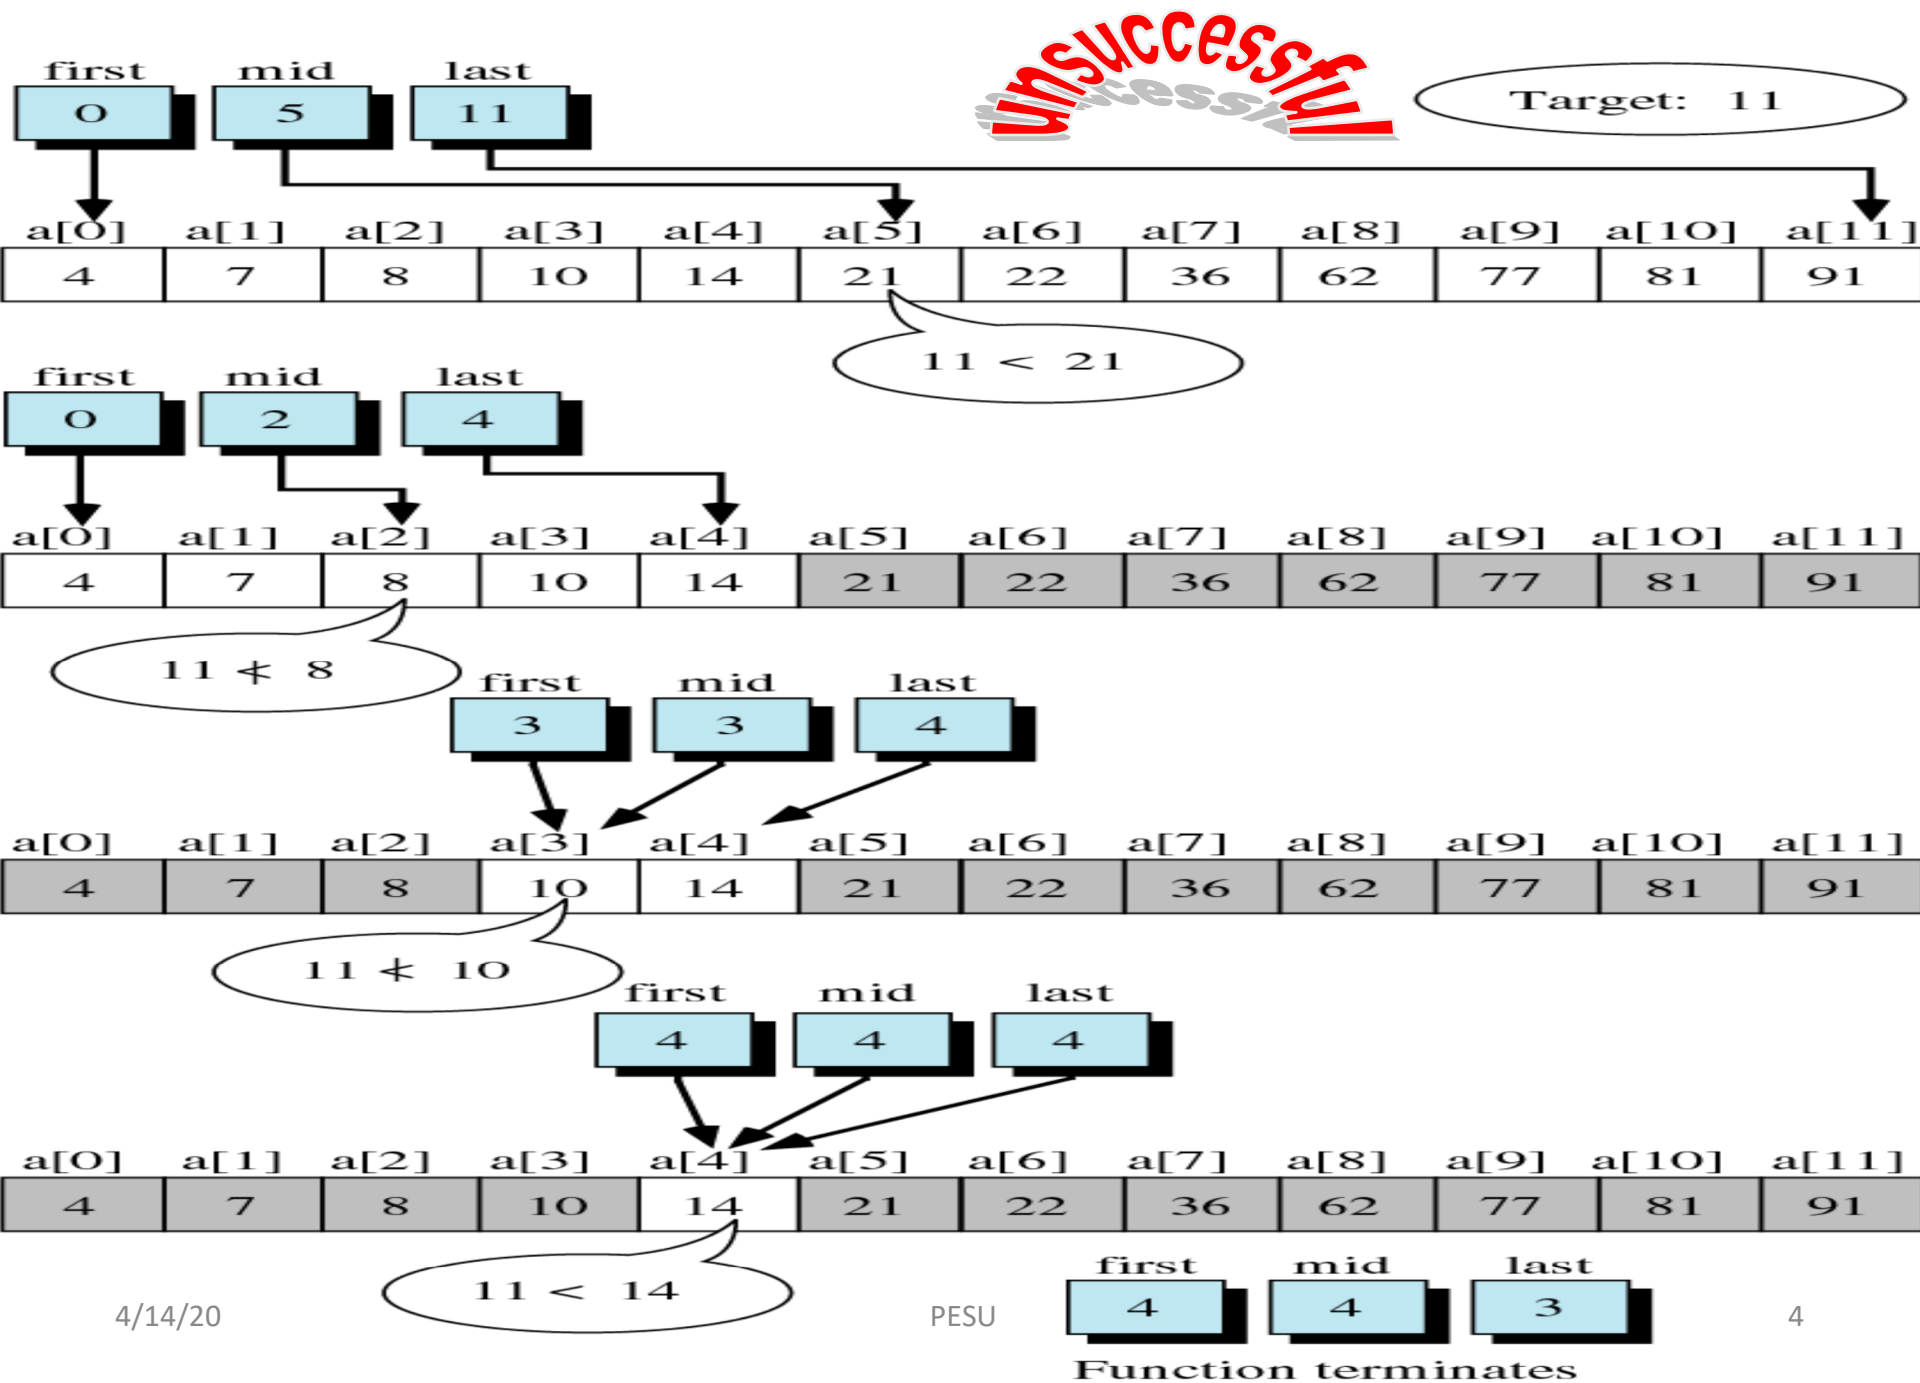 unsuccessful
Target: 11
first mid last
0 5 11
a[0] a[1] a[2] a[3] a[4] a[5] a[6] a[7] a[8] a[9] a[10] a[11]
4 7 8 10 14 21 22 36 62 77 81 91
11 < 21
first mid last
0 2 4
a[0] a[1] a[2] a[3] a[4] a[5] a[6] a[7] a[8] a[9] a[10] a[11]
4 7 8 10 14 21 22 36 62 77 81 91
11 ≮ 8
first mid last
3 3 4
a[0] a[1] a[2] a[3] a[4] a[5] a[6] a[7] a[8] a[9] a[10] a[11]
4 7 8 10 14 21 22 36 62 77 81 91
11 ≮ 10
first mid last
4 4 4
a[0] a[1] a[2] a[3] a[4] a[5] a[6] a[7] a[8] a[9] a[10] a[11]
4 7 8 10 14 21 22 36 62 77 81 91
11 < 14
first mid last
4 4 3
Function terminates
4/14/20 PESU 4